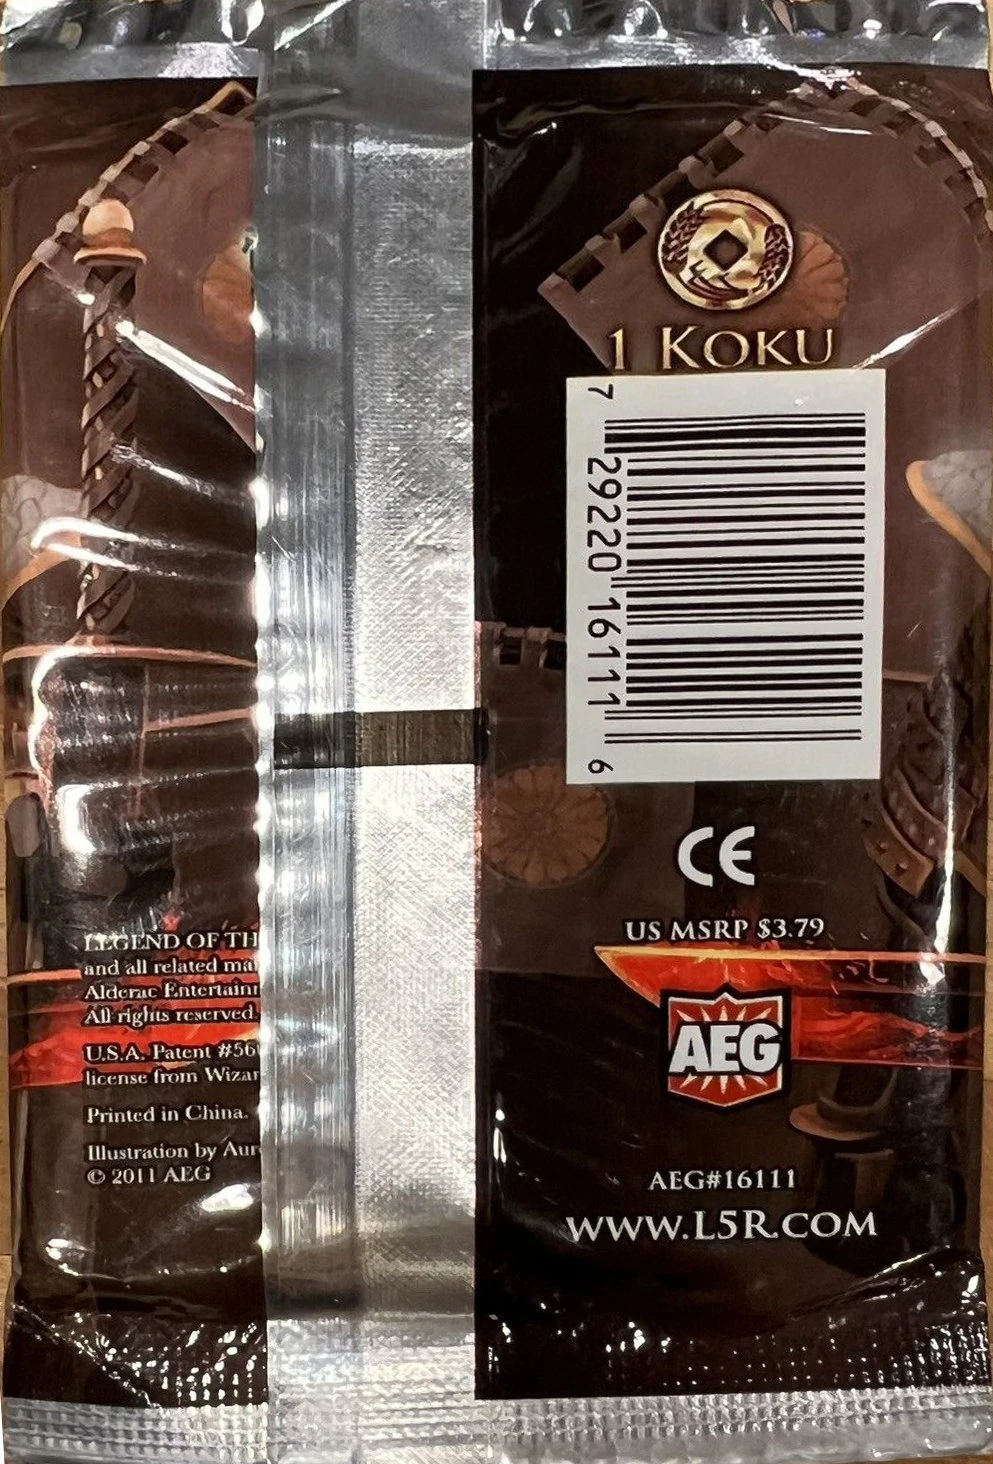 LEGEND OF TH
and all related mat
Alderac Entertainm
All rights reserved.
U.S.A. Patent #56
license from Wizar
Printed in China.
Illustration by Aur
© 2011 AEG
1 KOKU
7 29220 16111 6
CE
US MSRP $3.79
AEG
AEG#16111
WWW.L5R.COM